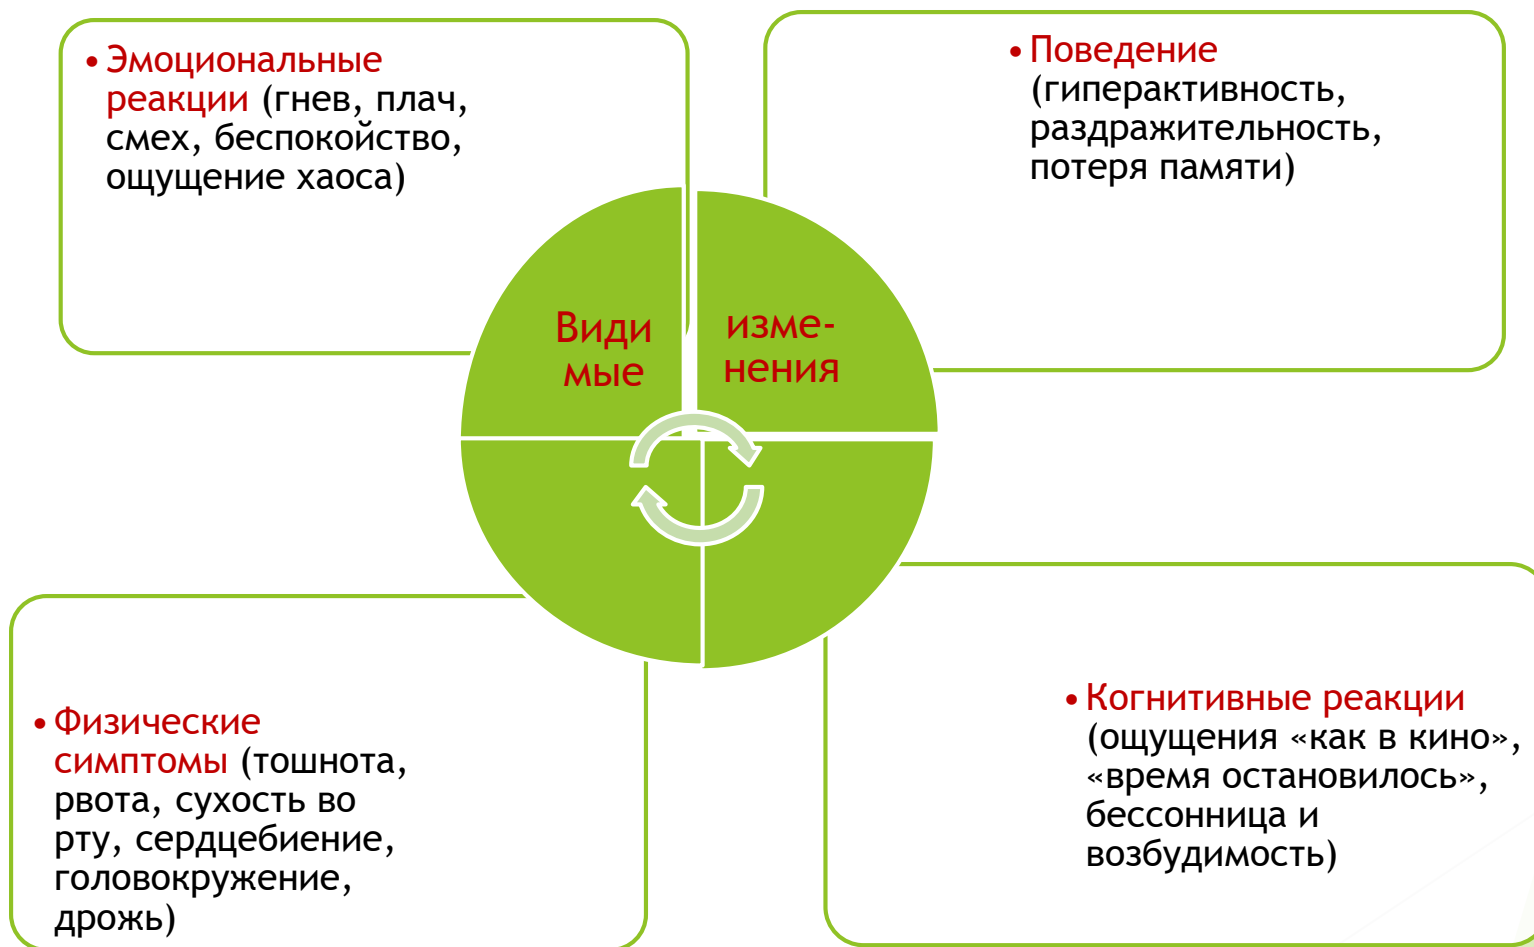 • Эмоциональные
реакции (гнев, плач,
смех, беспокойство,
ощущение хаоса)
• Поведение
(гиперактивность,
раздражительность,
потеря памяти)
Види
мые
изме-
нения
• Физические
симптомы (тошнота,
рвота, сухость во
рту, сердцебиение,
головокружение,
дрожь)
• Когнитивные реакции
(ощущения «как в кино»,
«время остановилось»,
бессонница и
возбудимость)